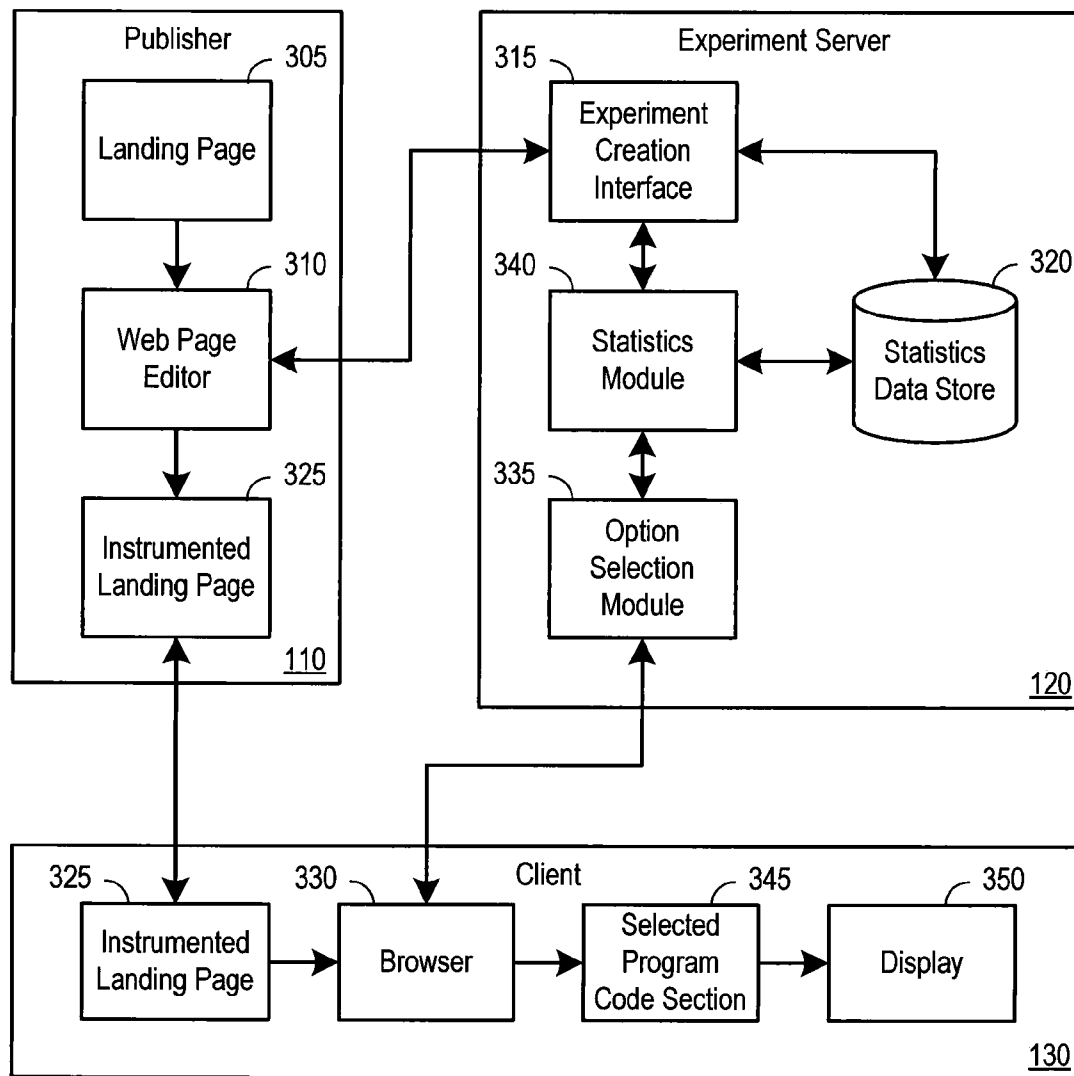 Publisher
305
Landing Page
310
Web Page
Editor
325
Instrumented
Landing Page
110
Experiment Server
315
Experiment
Creation
Interface
340
Statistics
Module
320
Statistics
Data Store
335
Option
Selection
Module
120
Client
325
Instrumented
Landing Page
330
Browser
345
Selected
Program
Code Section
350
Display
130